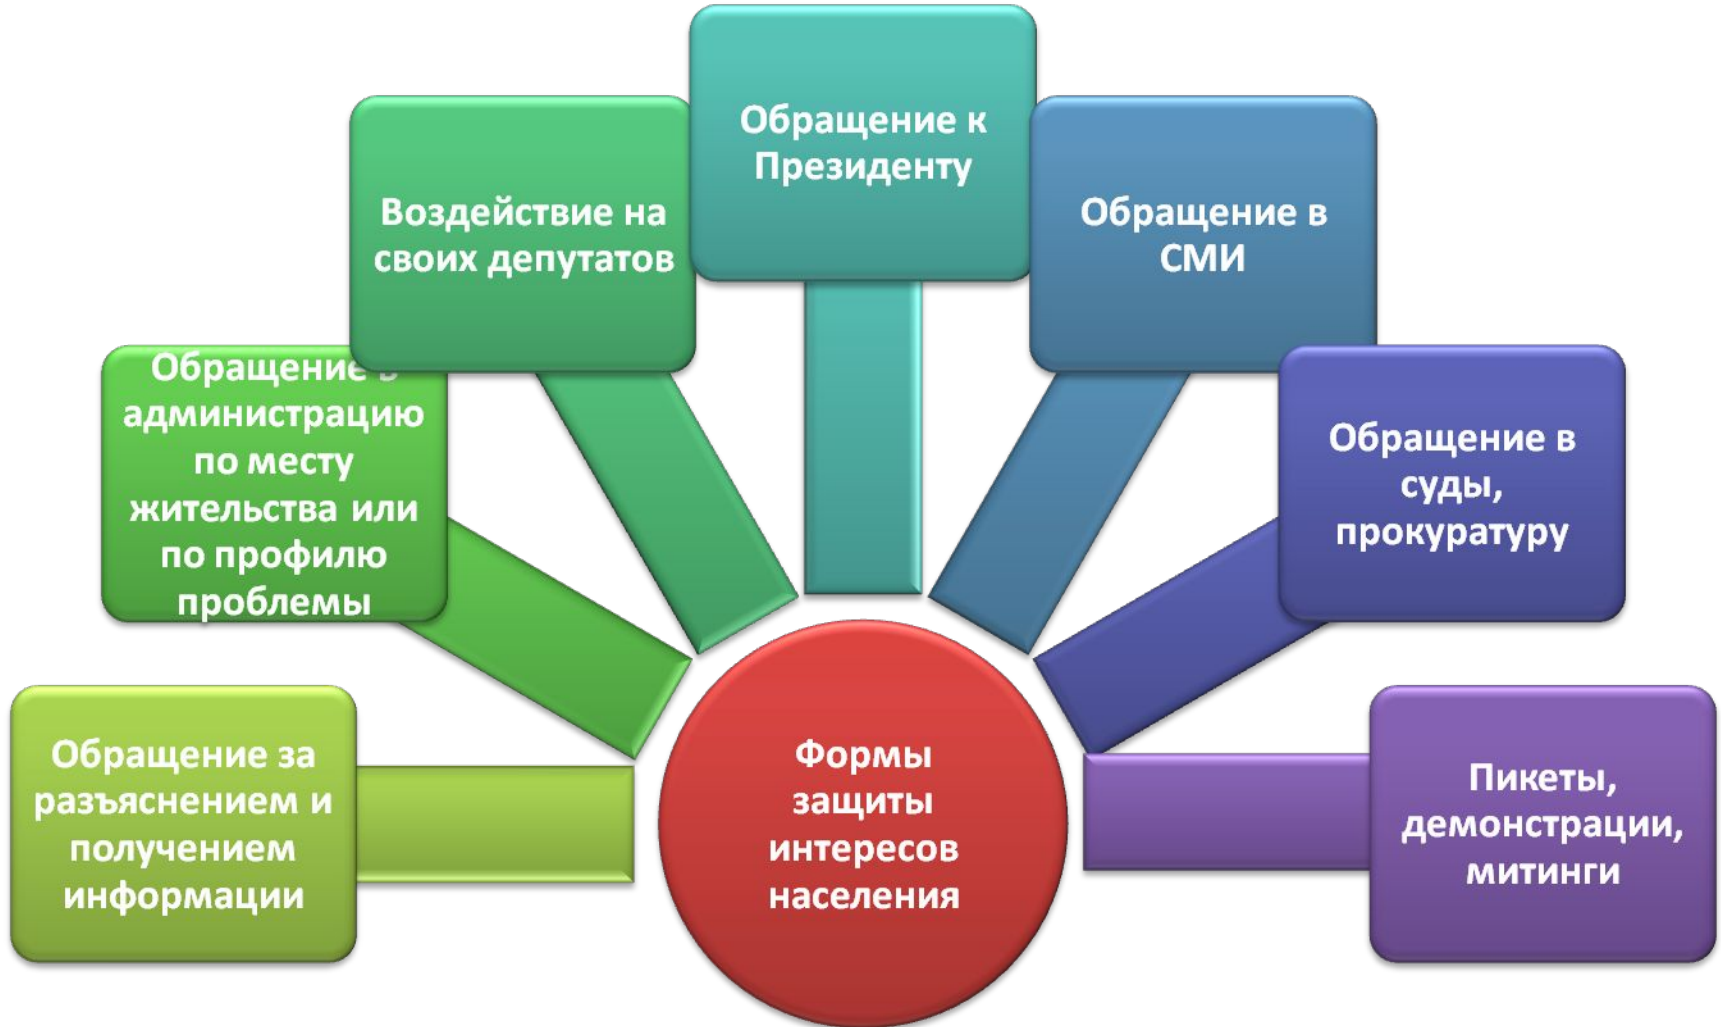 Обращение к
Президенту
Воздействие на
своих депутатов
Обращение в
СМИ
Обращение в
администрацию
по месту
жительства или
по профилю
проблемы
Обращение в
суды,
прокуратуру
Обращение за
разъяснением и
получением
информации
Формы
защиты
интересов
населения
Пикеты,
демонстрации,
митинги